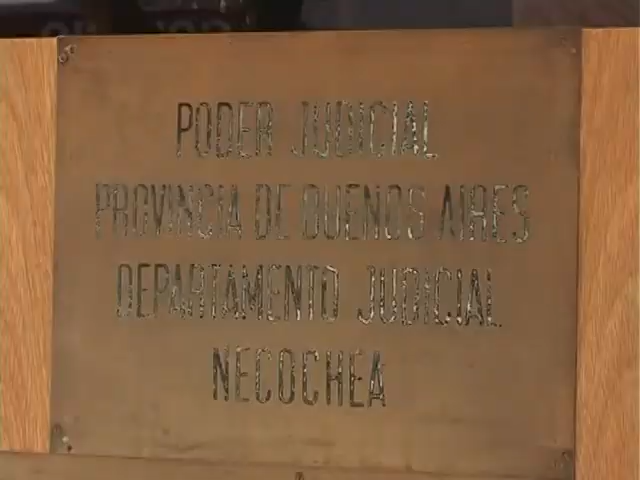 PODER JUDICIAL
PROVINCIA DE BUENOS AIRES
DEPARTAMENTO JUDICIAL
NECOCHEA